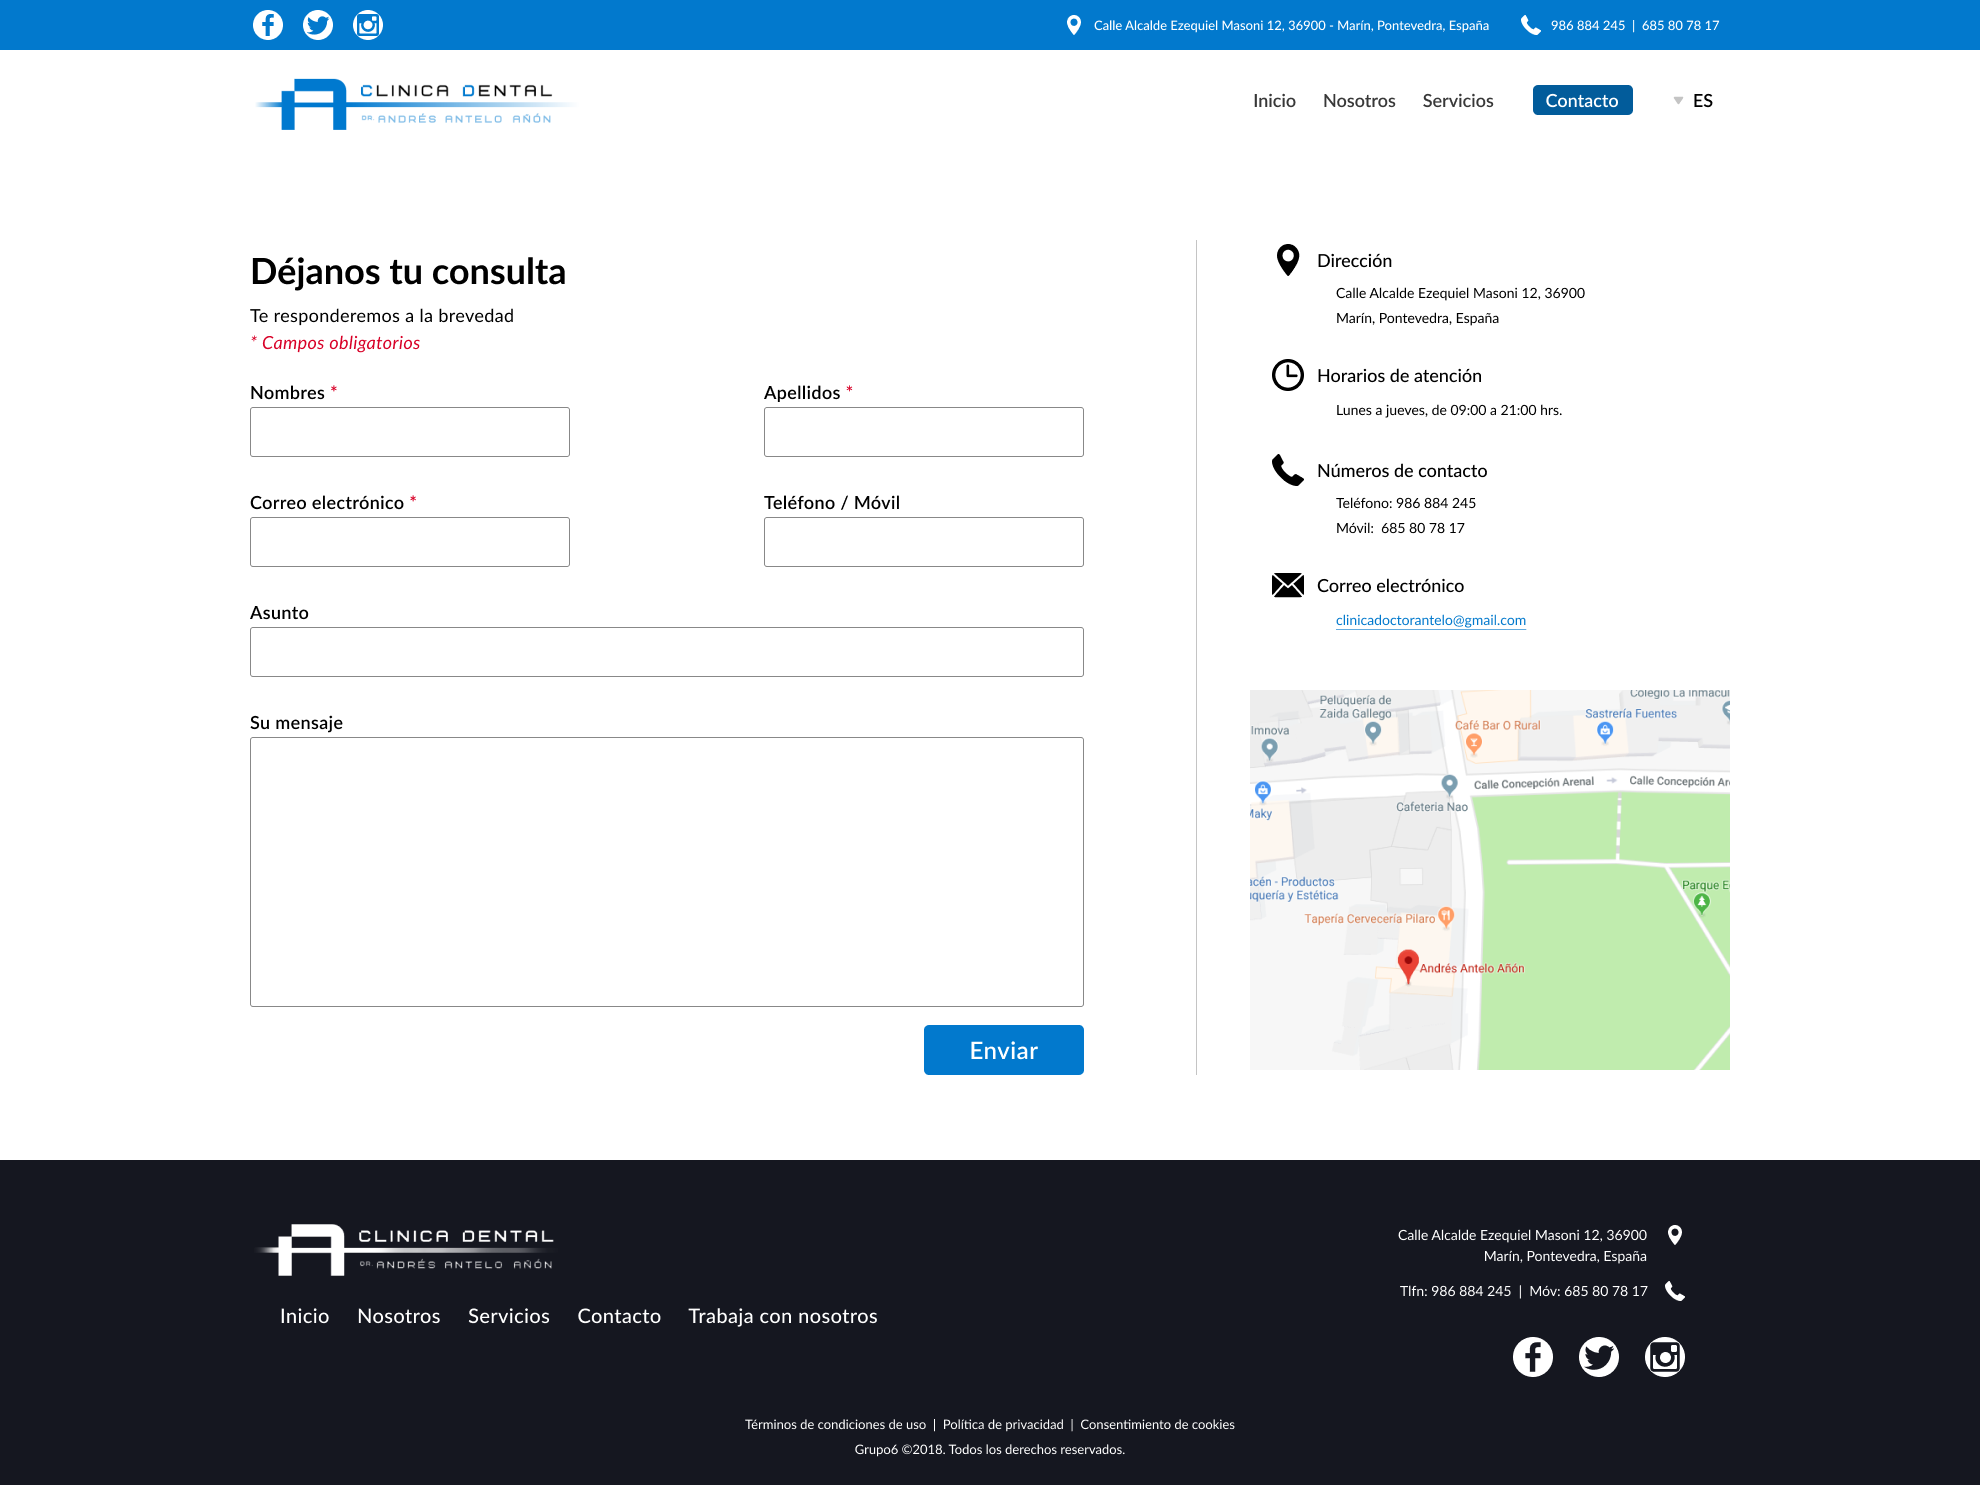 Calle Alcalde Ezequiel Masoni 12, 36900 - Marín, Pontevedra, España
986 884 245 | 685 80 78 17
CLINICA DENTAL
DR ANDRÉS ANTELO AÑÓN
Inicio
Nosotros
Servicios
Contacto
ES
Déjanos tu consulta
Te responderemos a la brevedad
* Campos obligatorios
Nombres *
Apellidos *
Correo electrónico *
Teléfono / Móvil
Asunto
Su mensaje
Enviar
Dirección
Calle Alcalde Ezequiel Masoni 12, 36900
Marín, Pontevedra, España
Horarios de atención
Lunes a jueves, de 09:00 a 21:00 hrs.
Números de contacto
Teléfono: 986 884 245
Móvil: 685 80 78 17
Correo electrónico
clinicadoctorantelo@gmail.com
Colegio La Inmacul
Peluquería de
Zaida Gallego
Sastrería Fuentes
Café Bar O Rural
Imnova
Calle Concepción Arenal
Calle Concepción Ar
Cafeteria Nao
Maky
acén - Productos
uquería y Estética
Parque E
Tapería Cervecería Pilaro
Andrés Antelo Añón
CLINICA DENTAL
DR ANDRÉS ANTELO AÑÓN
Inicio
Nosotros
Servicios
Contacto
Trabaja con nosotros
Calle Alcalde Ezequiel Masoni 12, 36900
Marín, Pontevedra, España
Tlfn: 986 884 245 | Móv: 685 80 78 17
Términos de condiciones de uso | Política de privacidad | Consentimiento de cookies
Grupo6 ©2018. Todos los derechos reservados.